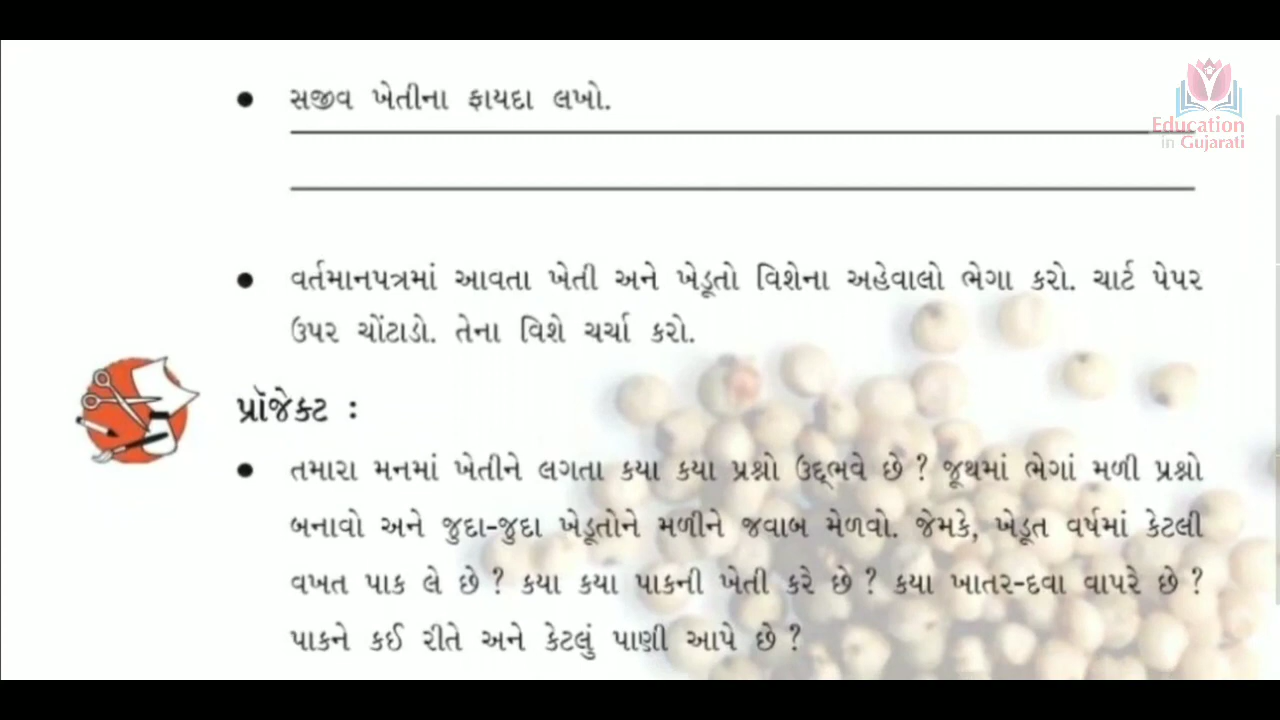 Education
in Gujarati
● સજીવ ખેતીના ફાયદા લખો.
● વર્તમાનપત્રમાં આવતા ખેતી અને ખેડૂતો વિશેના અહેવાલો ભેગા કરો. ચાર્ટ પેપર
ઉપર ચોંટાડો. તેના વિશે ચર્ચા કરો.
પ્રૉજેક્ટ :
● તમારા મનમાં ખેતીને લગતા કયા કયા પ્રશ્નો ઉદ્ભવે છે ? જૂથમાં ભેગાં મળી પ્રશ્નો
બનાવો અને જુદા-જુદા ખેડૂતોને મળીને જવાબ મેળવો. જેમકે, ખેડૂત વર્ષમાં કેટલી
વખત પાક લે છે ? કયા કયા પાકની ખેતી કરે છે ? કયા ખાતર-દવા વાપરે છે ?
પાકને કઈ રીતે અને કેટલું પાણી આપે છે ?